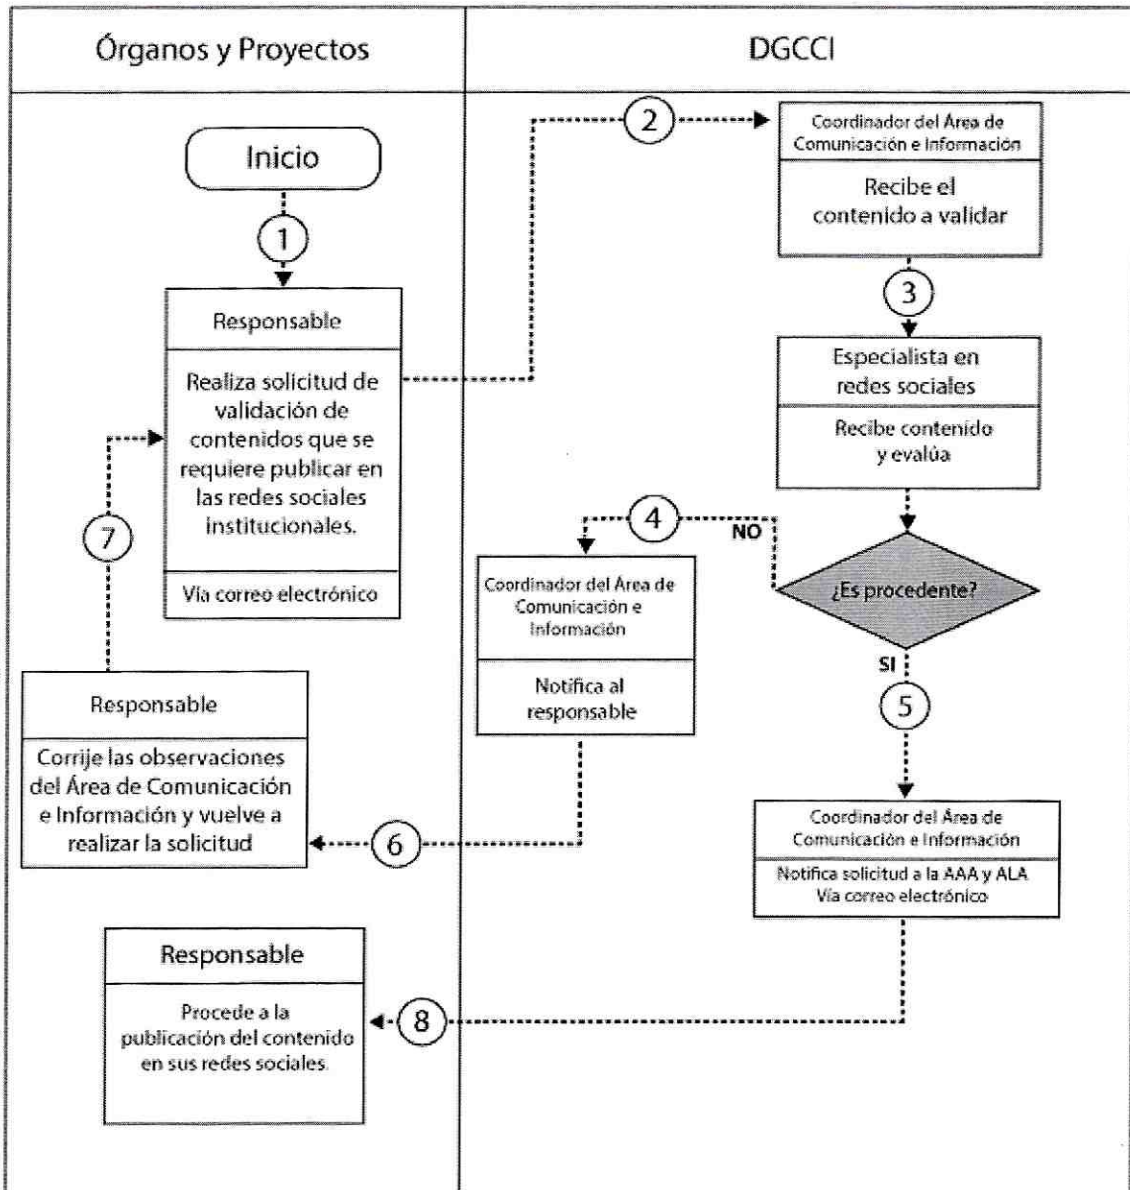 Órganos y Proyectos
DGCCI
Inicio
1
Responsable
Realiza solicitud de
validación de
contenidos que se
requiere publicar en
las redes sociales
institucionales.
Vía correo electrónico
2
Coordinador del Área de
Comunicación e Información
Recibe el
contenido a validar
3
Especialista en
redes sociales
Recibe contenido
y evalúa
¿Es procedente?
NO
4
Coordinador del Área de
Comunicación e
Información
Notifica al
responsable
SI
5
Coordinador del Área de
Comunicación e Información
Notifica solicitud a la AAA y ALA
Vía correo electrónico
6
Responsable
Corrije las observaciones
del Área de Comunicación
e Información y vuelve a
realizar la solicitud
7
8
Responsable
Procede a la
publicación del contenido
en sus redes sociales.